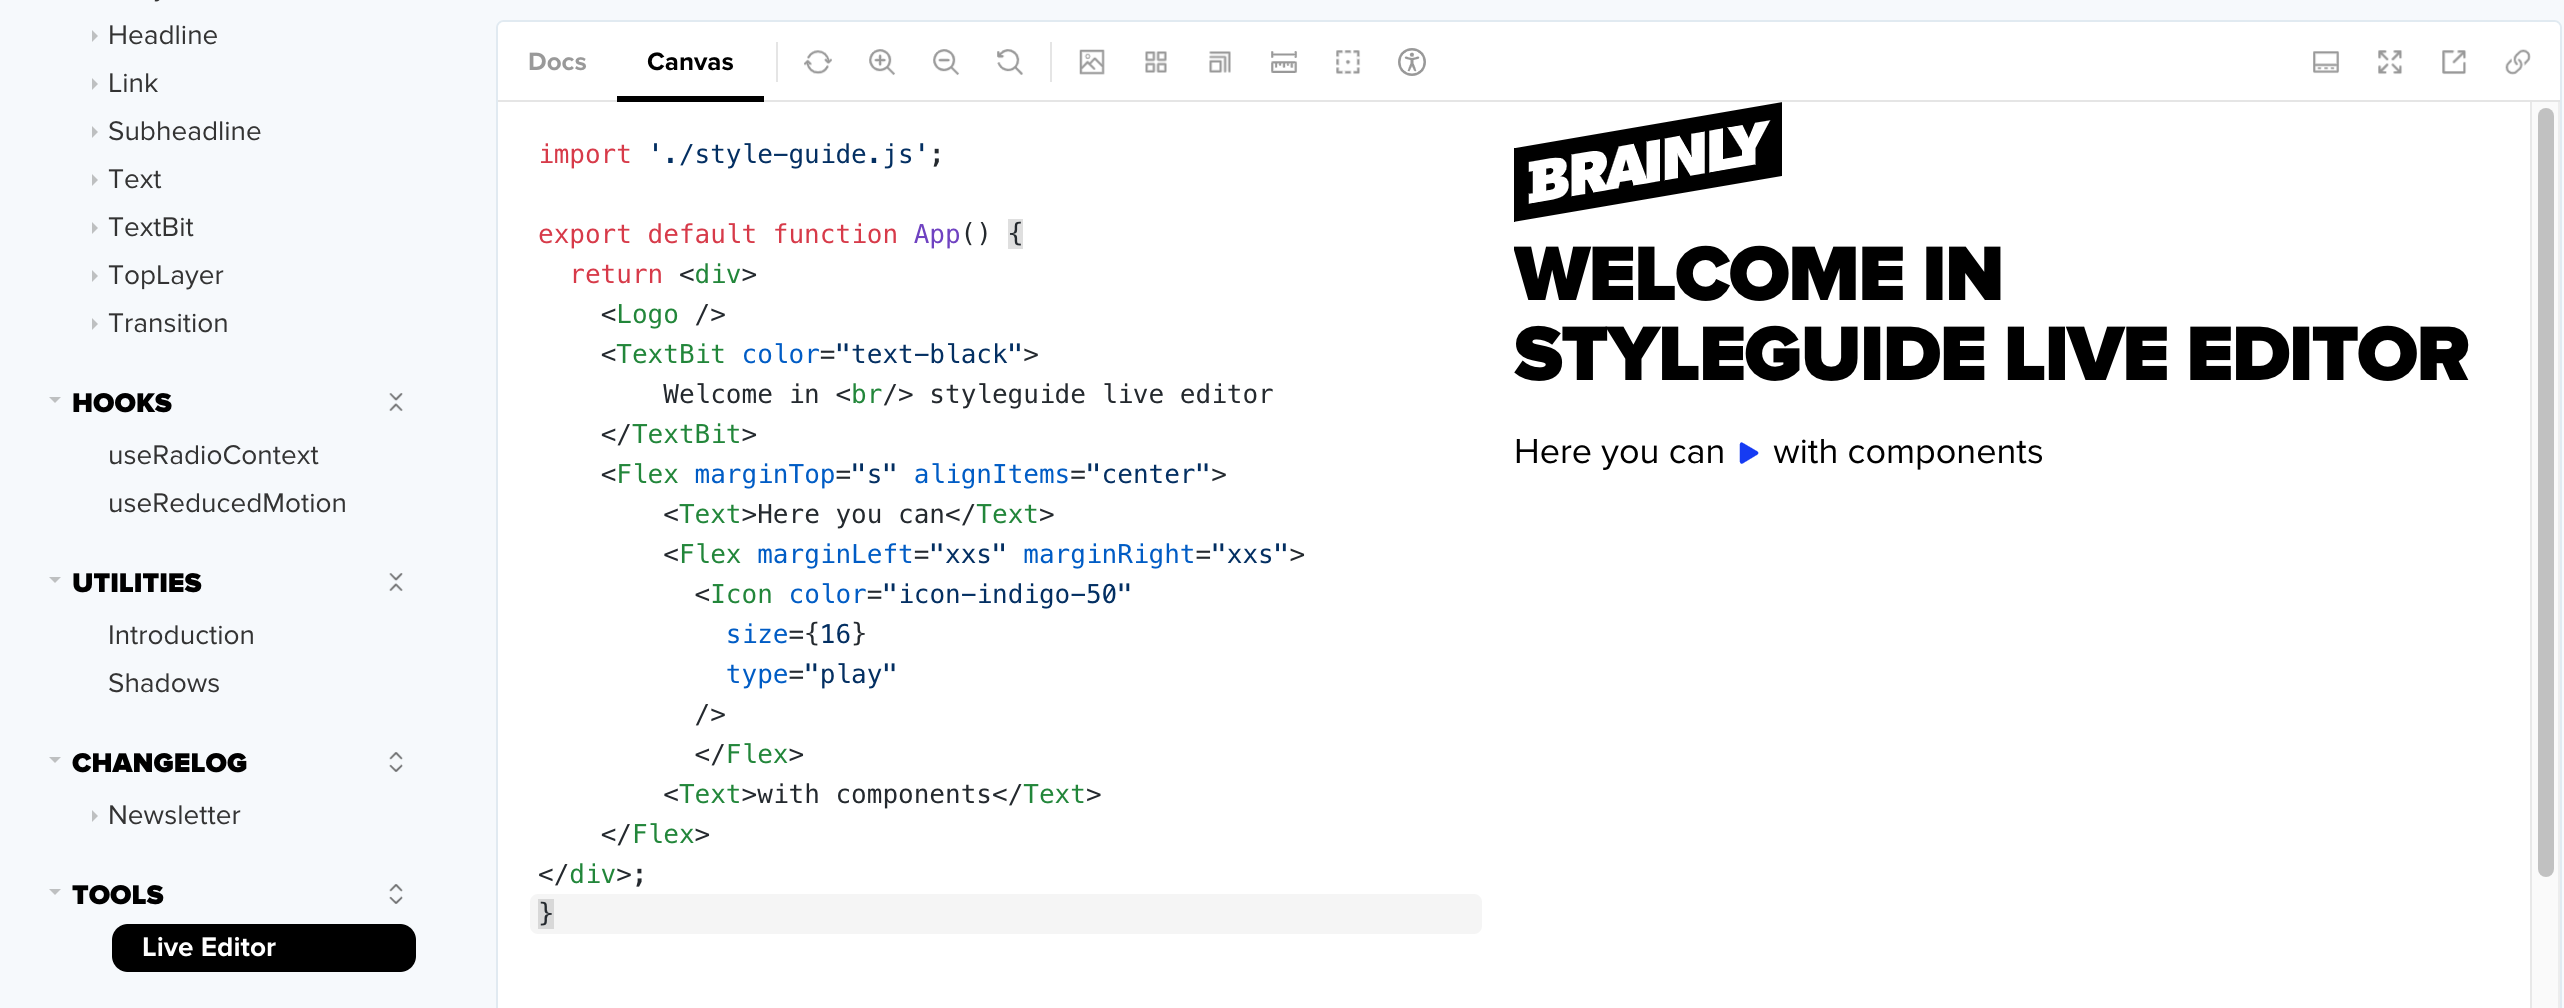 Headline
Link
Subheadline
Text
TextBit
TopLayer
Transition
HOOKS
useRadioContext
useReducedMotion
UTILITIES
Introduction
Shadows
CHANGELOG
Newsletter
TOOLS
Live Editor
Docs Canvas
import './style-guide.js';
export default function App() {
return <div>
<Logo />
<TextBit color="text-black">
Welcome in <br/> styleguide live editor
</TextBit>
<Flex marginTop="s" alignItems="center">
<Text>Here you can</Text>
<Flex marginLeft="xxs" marginRight="xxs">
<Icon color="icon-indigo-50"
size={16}
type="play"
/>
</Flex>
<Text>with components</Text>
</Flex>
</div>;
}
BRAINLY
WELCOME IN
STYLEGUIDE LIVE EDITOR
Here you can with components